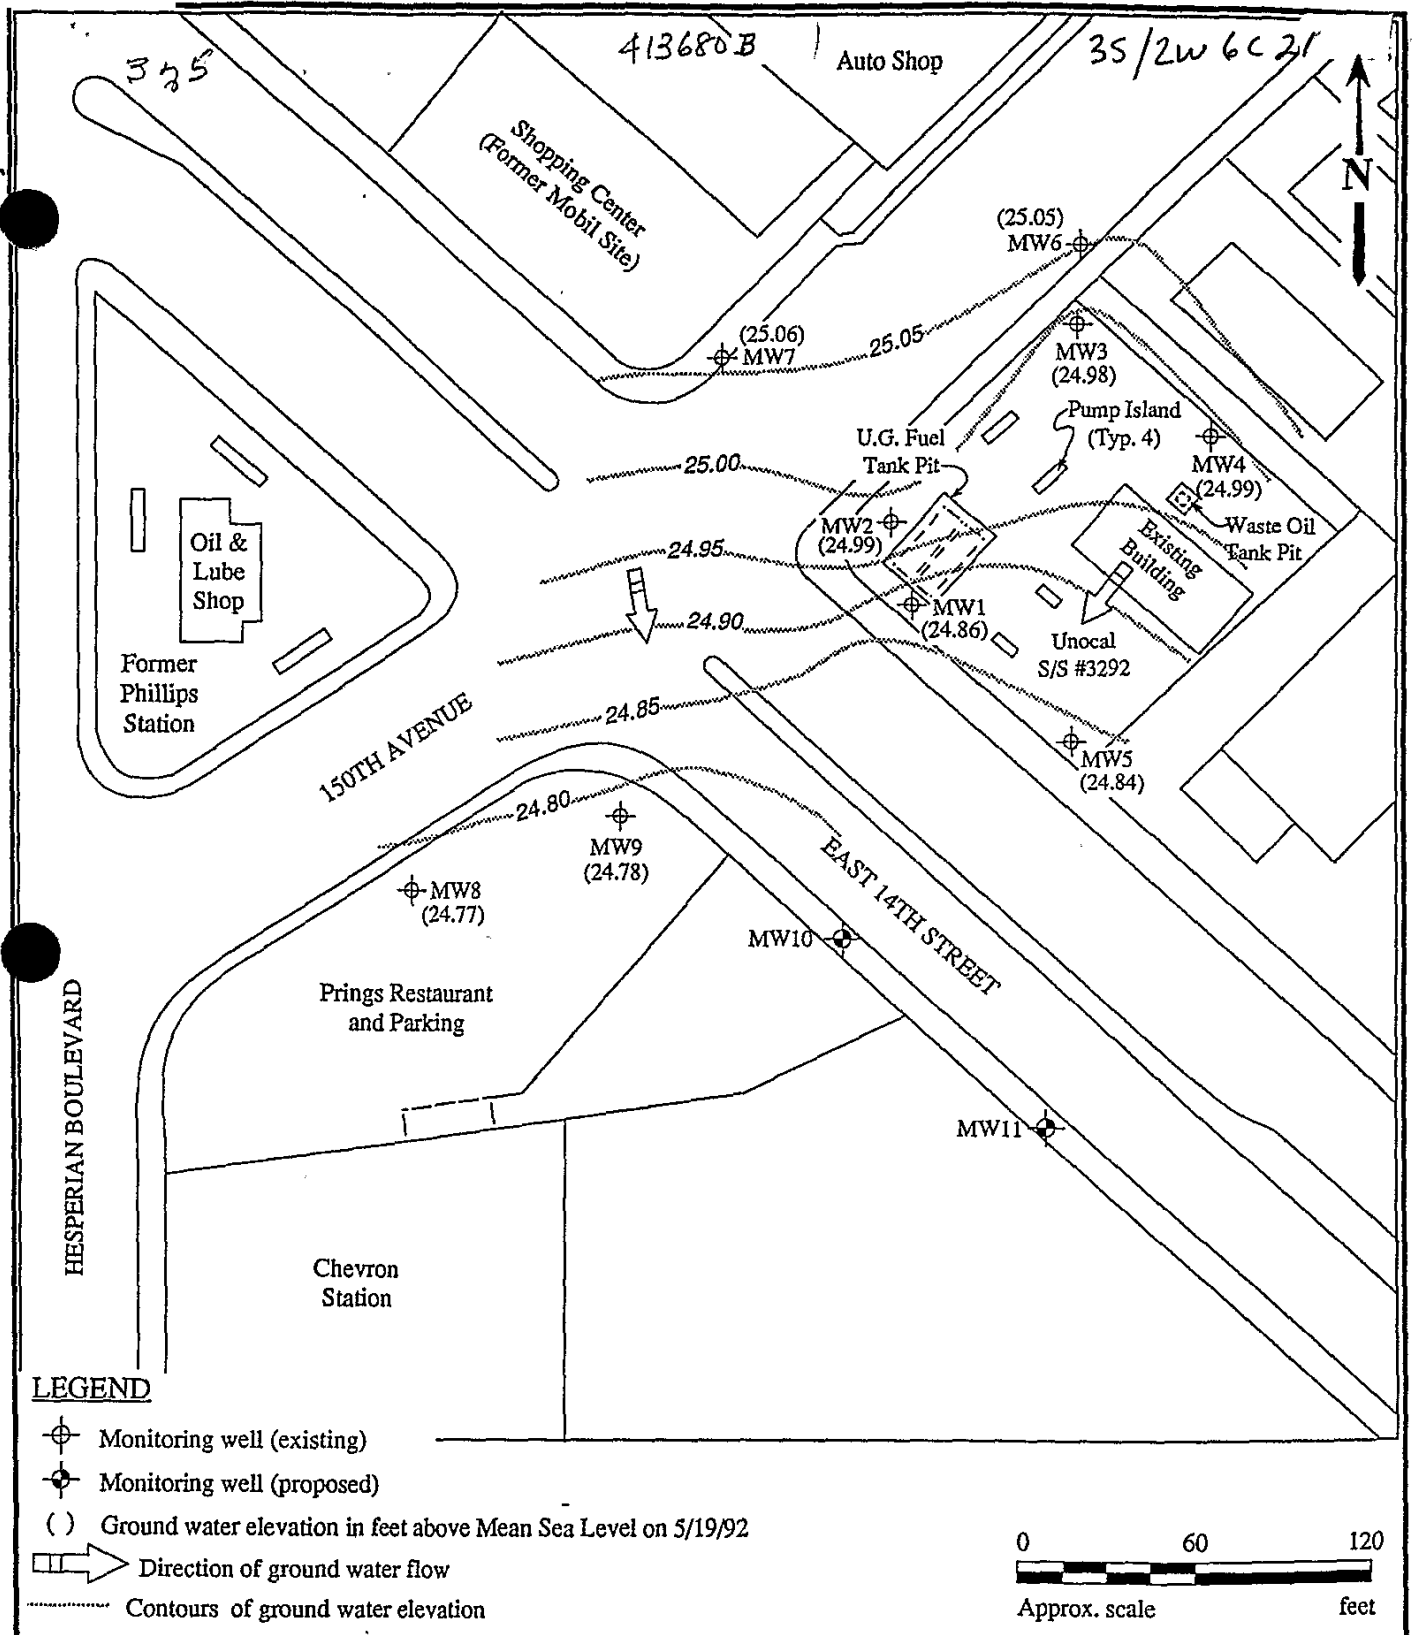 325
413680B
3S/2W 6C 21
Auto Shop
N
Shopping Center
(Former Mobil Site)
(25.05)
MW6
(25.06)
MW7
25.05
MW3
(24.98)
Pump Island
(Typ. 4)
U.G. Fuel
Tank Pit
25.00
MW4
(24.99)
MW2
(24.99)
Waste Oil
Tank Pit
Existing
Building
Oil &
Lube
Shop
24.95
MW1
(24.86)
24.90
Unocal
S/S #3292
Former
Phillips
Station
24.85
150TH AVENUE
MW5
(24.84)
24.80
MW9
(24.78)
EAST 14TH STREET
MW8
(24.77)
MW10
Prings Restaurant
and Parking
HESPERIAN BOULEVARD
MW11
Chevron
Station
LEGEND
Monitoring well (existing)
Monitoring well (proposed)
( ) Ground water elevation in feet above Mean Sea Level on 5/19/92
Direction of ground water flow
Contours of ground water elevation
0 60 120
Approx. scale feet